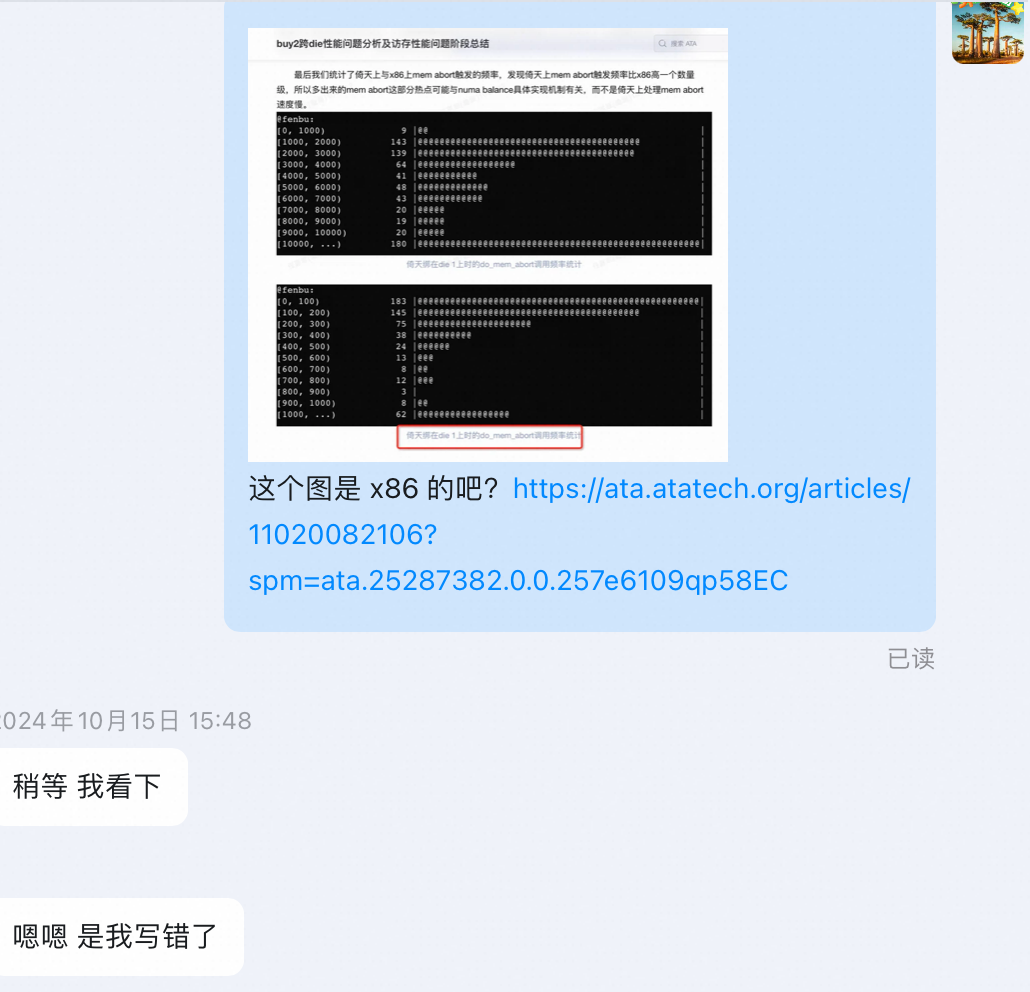 buy2跨die性能问题分析及访存性能问题阶段总结
搜索 ATA
最后我们统计了倚天上与x86上mem abort触发的频率，发现倚天上mem abort触发频率比x86高一个数量
级，所以多出来的mem abort这部分热点可能与numa balance具体实现机制有关，而不是倚天上处理mem abort
速度慢。
@fenbu:
[0, 1000) 9 |@@ |
[1000, 2000) 143 |@@@@@@@@@@@@@@@@@@@@@@@@@@@@@@@@@@@@@@@@@ |
[2000, 3000) 139 |@@@@@@@@@@@@@@@@@@@@@@@@@@@@@@@@@@@@@@@@ |
[3000, 4000) 64 |@@@@@@@@@@@@@@@@@@ |
[4000, 5000) 41 |@@@@@@@@@@@ |
[5000, 6000) 48 |@@@@@@@@@@@@@ |
[6000, 7000) 43 |@@@@@@@@@@@@ |
[7000, 8000) 20 |@@@@@ |
[8000, 9000) 19 |@@@@@ |
[9000, 10000) 20 |@@@@@ |
[10000, ...) 180 |@@@@@@@@@@@@@@@@@@@@@@@@@@@@@@@@@@@@@@@@@@@@@@@@@@@@|
倚天绑在die 1上时的do_mem_abort调用频率统计
@fenbu:
[0, 100) 183 |@@@@@@@@@@@@@@@@@@@@@@@@@@@@@@@@@@@@@@@@@@@@@@@@@@@@|
[100, 200) 145 |@@@@@@@@@@@@@@@@@@@@@@@@@@@@@@@@@@@@@@@@@ |
[200, 300) 75 |@@@@@@@@@@@@@@@@@@@@@ |
[300, 400) 38 |@@@@@@@@@@ |
[400, 500) 24 |@@@@@@ |
[500, 600) 13 |@@@ |
[600, 700) 8 |@@ |
[700, 800) 12 |@@@ |
[800, 900) 3 | |
[900, 1000) 8 |@@ |
[1000, ...) 62 |@@@@@@@@@@@@@@@@@ |
倚天绑在die 1上时的do_mem_abort调用频率统计
这个图是 x86 的吧？ https://ata.atatech.org/articles/
11020082106?
spm=ata.25287382.0.0.257e6109qp58EC
已读
2024年10月15日 15:48
稍等 我看下
嗯嗯 是我写错了